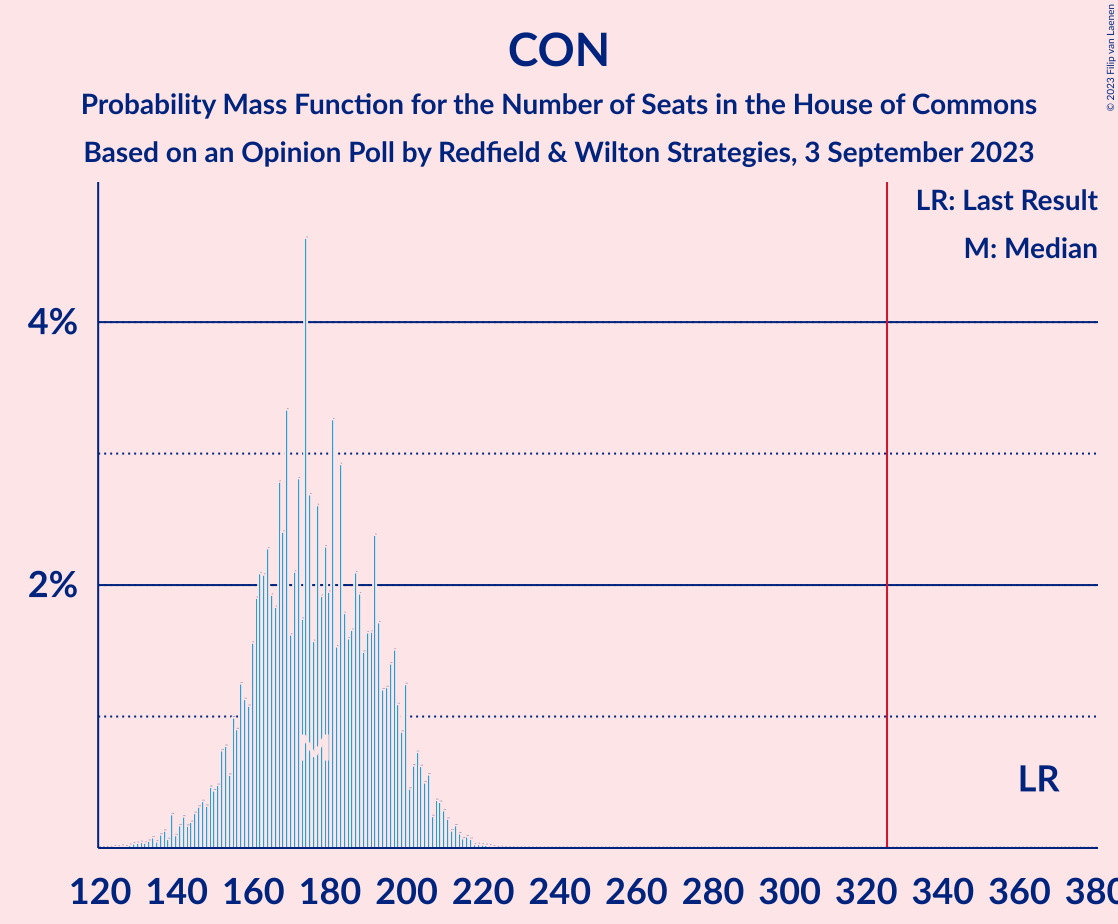 CON
Probability Mass Function for the Number of Seats in the House of Commons
Based on an Opinion Poll by Redfield & Wilton Strategies, 3 September 2023
© 2023 Filip van Laenen
LR: Last Result
M: Median
4%
2%
M
LR
120 140 160 180 200 220 240 260 280 300 320 340 360 380